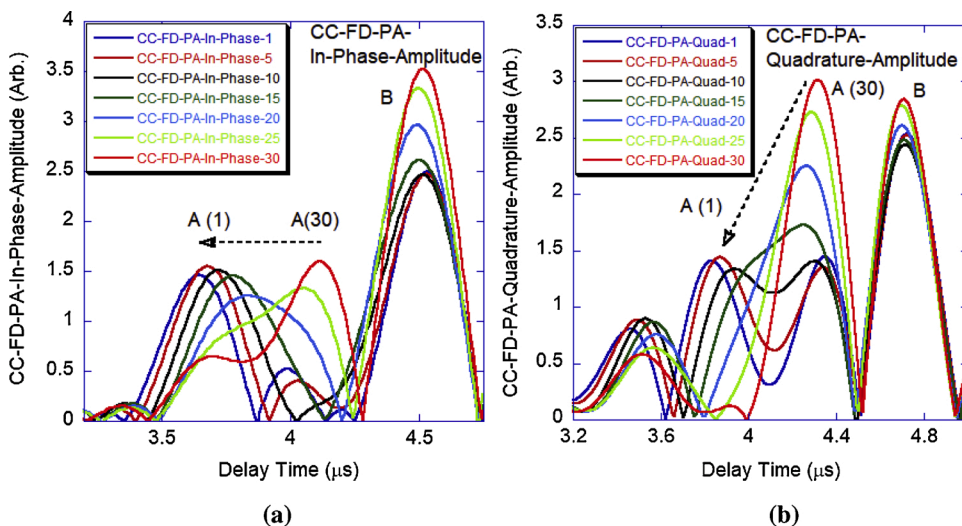 CC-FD-PA-
In-Phase-Amplitude
CC-FD-PA-In-Phase-1
CC-FD-PA-In-Phase-5
CC-FD-PA-In-Phase-10
CC-FD-PA-In-Phase-15
CC-FD-PA-In-Phase-20
CC-FD-PA-In-Phase-25
CC-FD-PA-In-Phase-30
B
A (1)
A(30)
CC-FD-PA-In-Phase-Amplitude (Arb.)
4
3.5
3
2.5
2
1.5
1
0.5
0
3.5
4
4.5
Delay Time (μs)
(a)
CC-FD-PA-
Quadrature-Amplitude
CC-FD-PA-Quad-1
CC-FD-PA-Quad-5
CC-FD-PA-Quad-10
CC-FD-PA-Quad-15
CC-FD-PA-Quad-20
CC-FD-PA-Quad-25
CC-FD-PA-Quad-30
A (30)
B
A (1)
CC-FD-PA-Quadrature-Amplitude (Arb.)
3.5
3
2.5
2
1.5
1
0.5
0
3.2
3.6
4
4.4
4.8
Delay Time (μs)
(b)